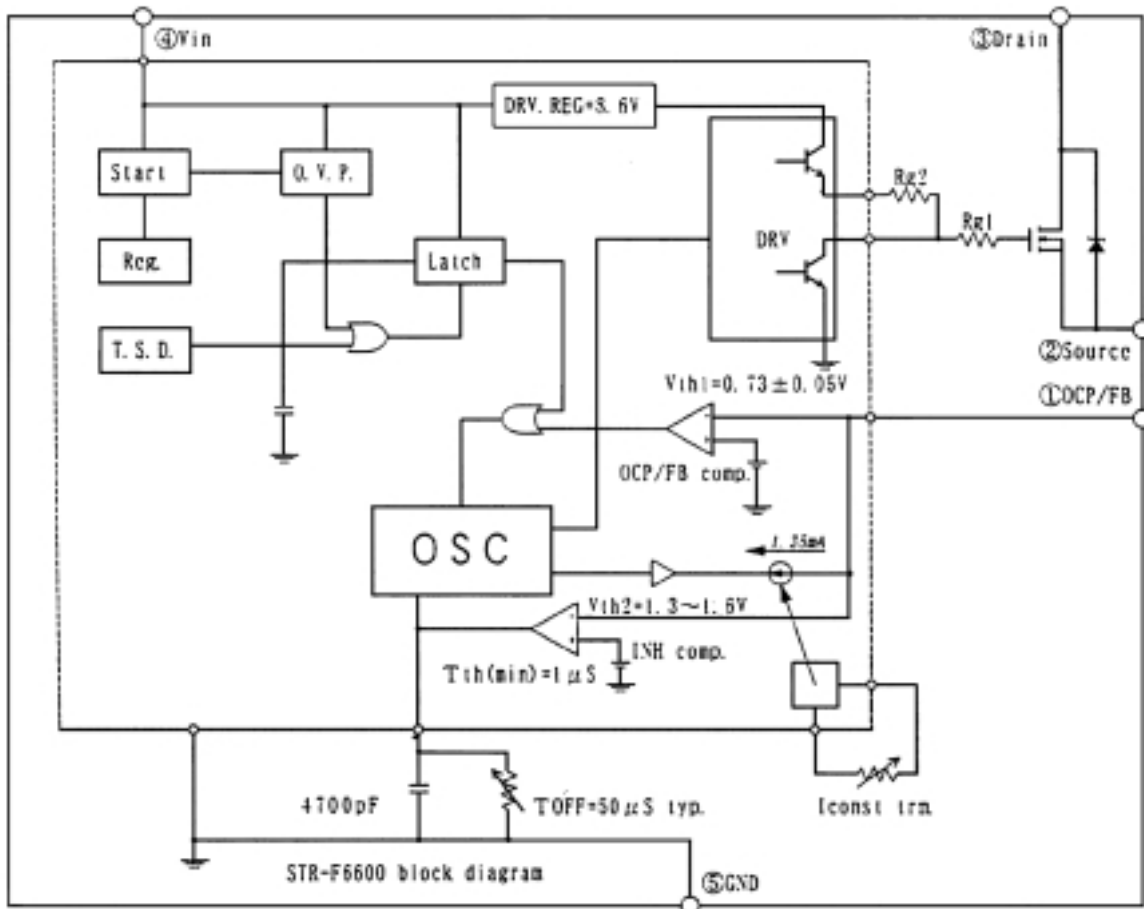 ④Vin
③Drain
DRV. REG=8. 6V
Start
O. V. P.
Rg2
Rg1
DRV
Reg.
Latch
T. S. D.
②Source
Vth1=0. 73±0. 05V
①OCP/FB
OCP/FB comp.
OSC
1. 35mA
Vth2=1. 3~1. 6V
INH comp.
Tth(min)=1μS
4700pF
TOFF=50μS typ.
Iconst trm.
STR-F6600 block diagram
⑤GND